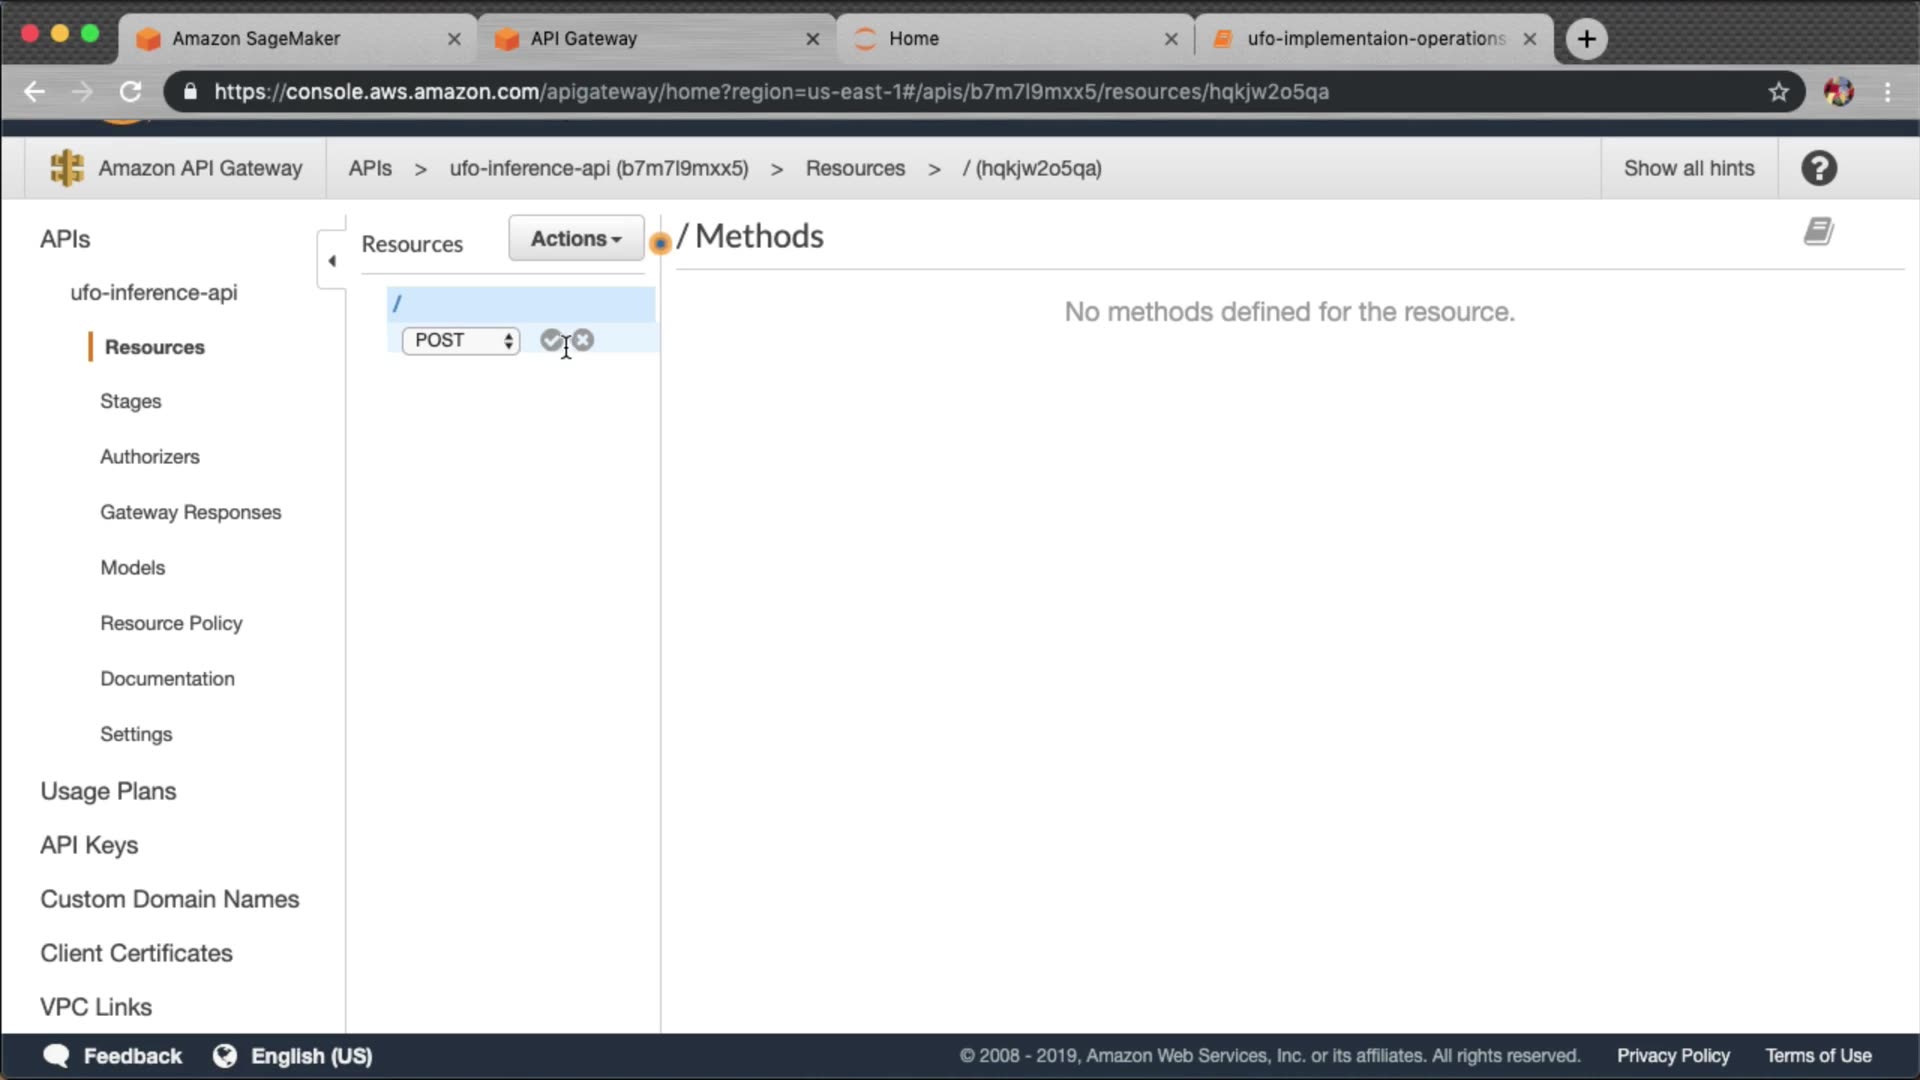 Amazon SageMaker
API Gateway
Home
ufo-implementaion-operations
https://console.aws.amazon.com/apigateway/home?region=us-east-1#/apis/b7m7l9mxx5/resources/hqkjw2o5qa
Amazon API Gateway
APIs > ufo-inference-api (b7m7l9mxx5) > Resources > / (hqkjw2o5qa)
Show all hints
?
APIs
ufo-inference-api
Resources
Stages
Authorizers
Gateway Responses
Models
Resource Policy
Documentation
Settings
Usage Plans
API Keys
Custom Domain Names
Client Certificates
VPC Links
Resources
Actions
/
POST
/ Methods
No methods defined for the resource.
Feedback
English (US)
© 2008 - 2019, Amazon Web Services, Inc. or its affiliates. All rights reserved.
Privacy Policy
Terms of Use